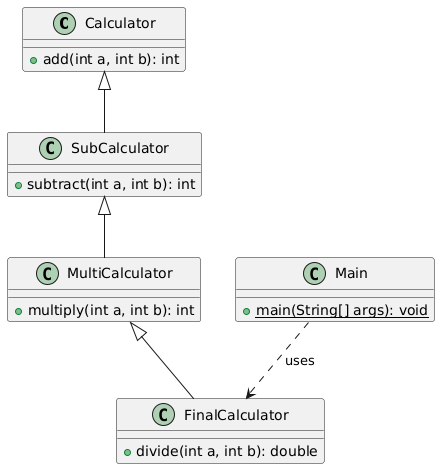 C Calculator
add(int a, int b): int
C SubCalculator
subtract(int a, int b): int
C MultiCalculator
multiply(int a, int b): int
C Main
main(String[] args): void
uses
C FinalCalculator
divide(int a, int b): double